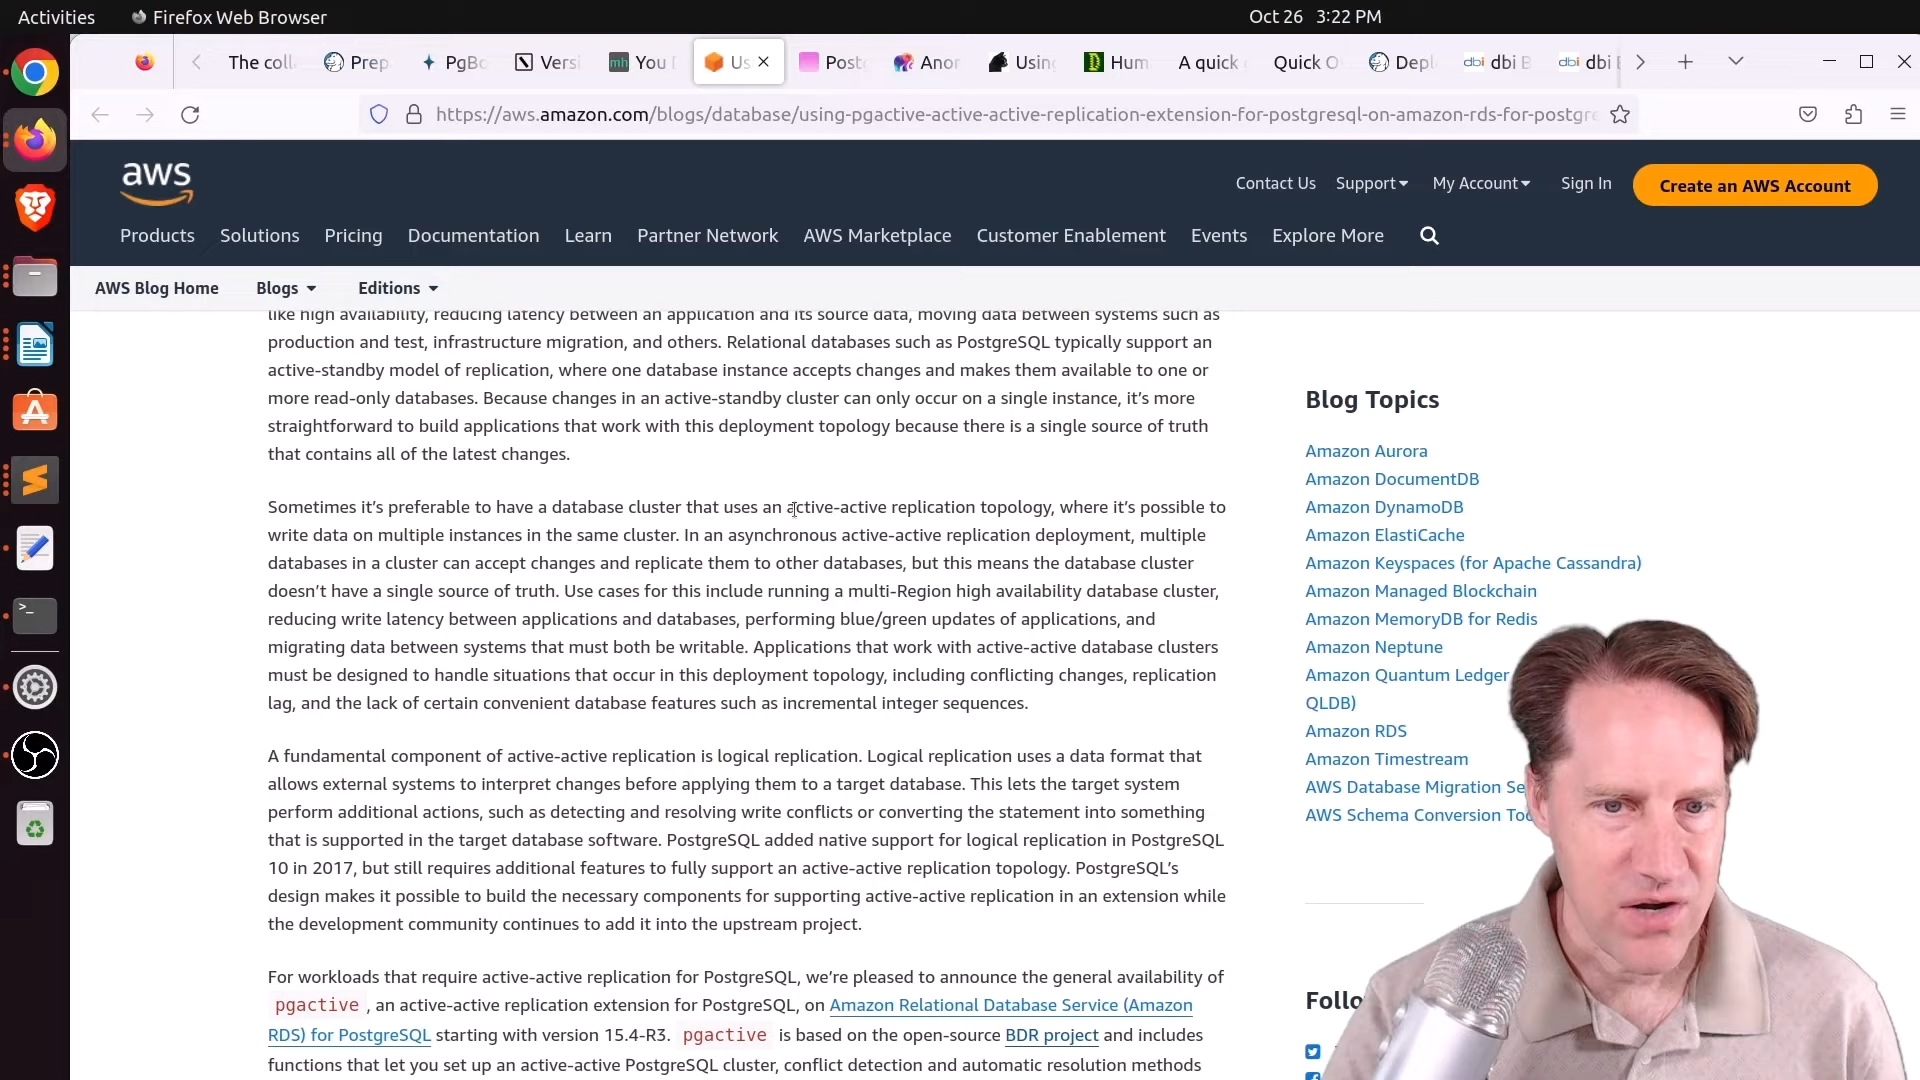 Activities
Firefox Web Browser
Oct 26 3:22 PM
The coll
Prep
PgBo
Versi
mh
You D
Us
Postg
Anor
Using
Hum
A quick
Quick O
Depl
dbi
dbi B
dbi
dbi
https://aws.amazon.com/blogs/database/using-pgactive-active-active-replication-extension-for-postgresql-on-amazon-rds-for-postgre
aws
Contact Us
Support
My Account
Sign In
Create an AWS Account
Products
Solutions
Pricing
Documentation
Learn
Partner Network
AWS Marketplace
Customer Enablement
Events
Explore More
AWS Blog Home
Blogs
Editions
like high availability, reducing latency between an application and its source data, moving data between systems such as
production and test, infrastructure migration, and others. Relational databases such as PostgreSQL typically support an
active-standby model of replication, where one database instance accepts changes and makes them available to one or
more read-only databases. Because changes in an active-standby cluster can only occur on a single instance, it’s more
straightforward to build applications that work with this deployment topology because there is a single source of truth
that contains all of the latest changes.
Sometimes it’s preferable to have a database cluster that uses an active-active replication topology, where it’s possible to
write data on multiple instances in the same cluster. In an asynchronous active-active replication deployment, multiple
databases in a cluster can accept changes and replicate them to other databases, but this means the database cluster
doesn’t have a single source of truth. Use cases for this include running a multi-Region high availability database cluster,
reducing write latency between applications and databases, performing blue/green updates of applications, and
migrating data between systems that must both be writable. Applications that work with active-active database clusters
must be designed to handle situations that occur in this deployment topology, including conflicting changes, replication
lag, and the lack of certain convenient database features such as incremental integer sequences.
A fundamental component of active-active replication is logical replication. Logical replication uses a data format that
allows external systems to interpret changes before applying them to a target database. This lets the target system
perform additional actions, such as detecting and resolving write conflicts or converting the statement into something
that is supported in the target database software. PostgreSQL added native support for logical replication in PostgreSQL
10 in 2017, but still requires additional features to fully support an active-active replication topology. PostgreSQL’s
design makes it possible to build the necessary components for supporting active-active replication in an extension while
the development community continues to add it into the upstream project.
For workloads that require active-active replication for PostgreSQL, we’re pleased to announce the general availability of
pgactive, an active-active replication extension for PostgreSQL, on Amazon Relational Database Service (Amazon
RDS) for PostgreSQL starting with version 15.4-R3. pgactive is based on the open-source BDR project and includes
functions that let you set up an active-active PostgreSQL cluster, conflict detection and automatic resolution methods
Blog Topics
Amazon Aurora
Amazon DocumentDB
Amazon DynamoDB
Amazon ElastiCache
Amazon Keyspaces (for Apache Cassandra)
Amazon Managed Blockchain
Amazon MemoryDB for Redis
Amazon Neptune
Amazon Quantum Ledger
QLDB)
Amazon RDS
Amazon Timestream
AWS Database Migration Se
AWS Schema Conversion Too
Follo